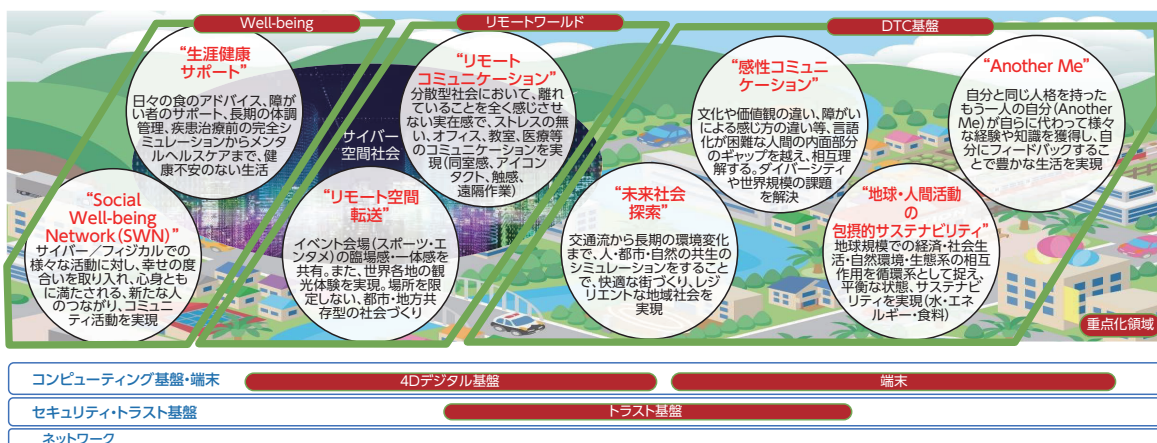 Well-being
リモートワールド
DTC基盤
“生涯健康
サポート”
日々の食のアドバイス、障がい
者のサポート、長期の体調
管理、疾患治療前の完全シ
ミュレーションからメンタ
ルヘルスケアまで、健
康不安のない生活
“Social
Well-being
Network(SWN)”
サイバー／フィジカルでの
様々な活動に対し、幸せの度
合いを取り入れ、心身とも
に満たされる、新たな人
のつながり、コミュニ
ティ活動を実現
サイバー
空間社会
“リモート
コミュニケーション”
分散型社会において、離れ
ていることを全く感じさせ
ない実在感で、ストレスの無
い、オフィス、教室、医療等
のコミュニケーションを実
現(同室感、アイコン
タクト、触感、
遠隔作業)
“リモート空間
転送”
イベント会場(スポーツ・エ
ンタメ)の臨場感・一体感を
共有。また、世界各地の観
光体験を実現。場所を限
定しない、都市・地方共
存型の社会づくり
“感性コミュニ
ケーション”
文化や価値観の違い、障がい
による感じ方の違い等、言語
化が困難な人間の内面部分
のギャップを越え、相互理
解する。ダイバーシティ
や世界規模の課題
を解決
“未来社会
探索”
交通流から長期の環境変化
まで、人・都市・自然の共生の
シミュレーションをすること
で、快適な街づくり、レジ
リエントな地域社会を
実現
“Another Me”
自分と同じ人格を持った
もう一人の自分(Another
Me)が自らに代わって様々
な経験や知識を獲得し、自
分にフィードバックするこ
とで豊かな生活を実現
“地球・人間活動
の
包摂的サステナビリティ”
地球規模での経済・社会生
活・自然環境・生態系の相互
作用を循環系として捉え、
平衡な状態、サステナビ
リティを実現(水・エネ
ルギー・食料)
重点化領域
コンピューティング基盤・端末
4Dデジタル基盤
端末
セキュリティ・トラスト基盤
トラスト基盤
ネットワーク